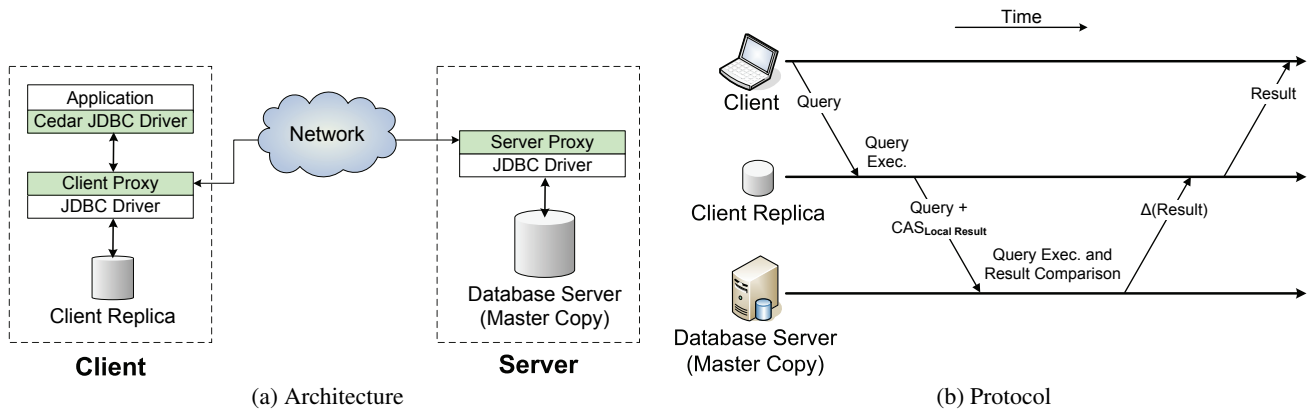 Application
Cedar JDBC Driver
Client Proxy
JDBC Driver
Client Replica
Client
Network
Server Proxy
JDBC Driver
Database Server
(Master Copy)
Server
(a) Architecture
Time
Client
Query
Result
Query
Exec.
Client Replica
Query +
CASLocal Result
Δ(Result)
Query Exec. and
Result Comparison
Database Server
(Master Copy)
(b) Protocol